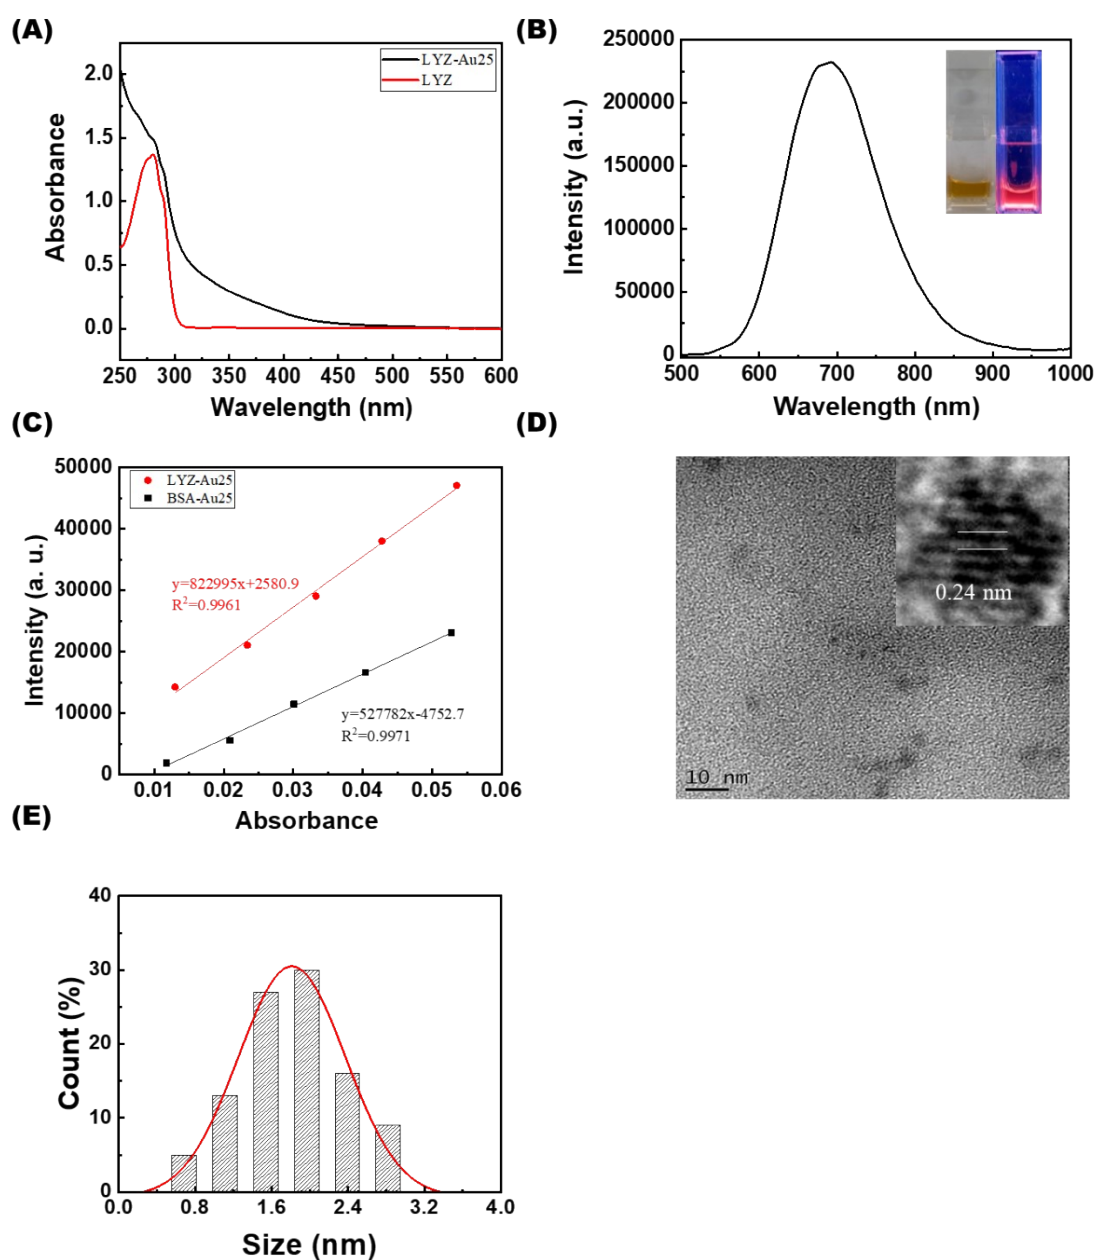 (A)
2.0
1.5
1.0
0.5
0.0
Absorbance
LYZ-Au25
LYZ
250 300 350 400 450 500 550 600
Wavelength (nm)
(B)
250000
200000
150000
100000
50000
0
Intensity (a.u.)
500 600 700 800 900 1000
Wavelength (nm)
(C)
50000
40000
30000
20000
10000
0
Intensity (a. u.)
LYZ-Au25
BSA-Au25
y=822995x+2580.9
R²=0.9961
y=527782x-4752.7
R²=0.9971
0.01 0.02 0.03 0.04 0.05 0.06
Absorbance
(D)
0.24 nm
10 nm
(E)
40
30
20
10
0
Count (%)
0.0 0.8 1.6 2.4 3.2 4.0
Size (nm)